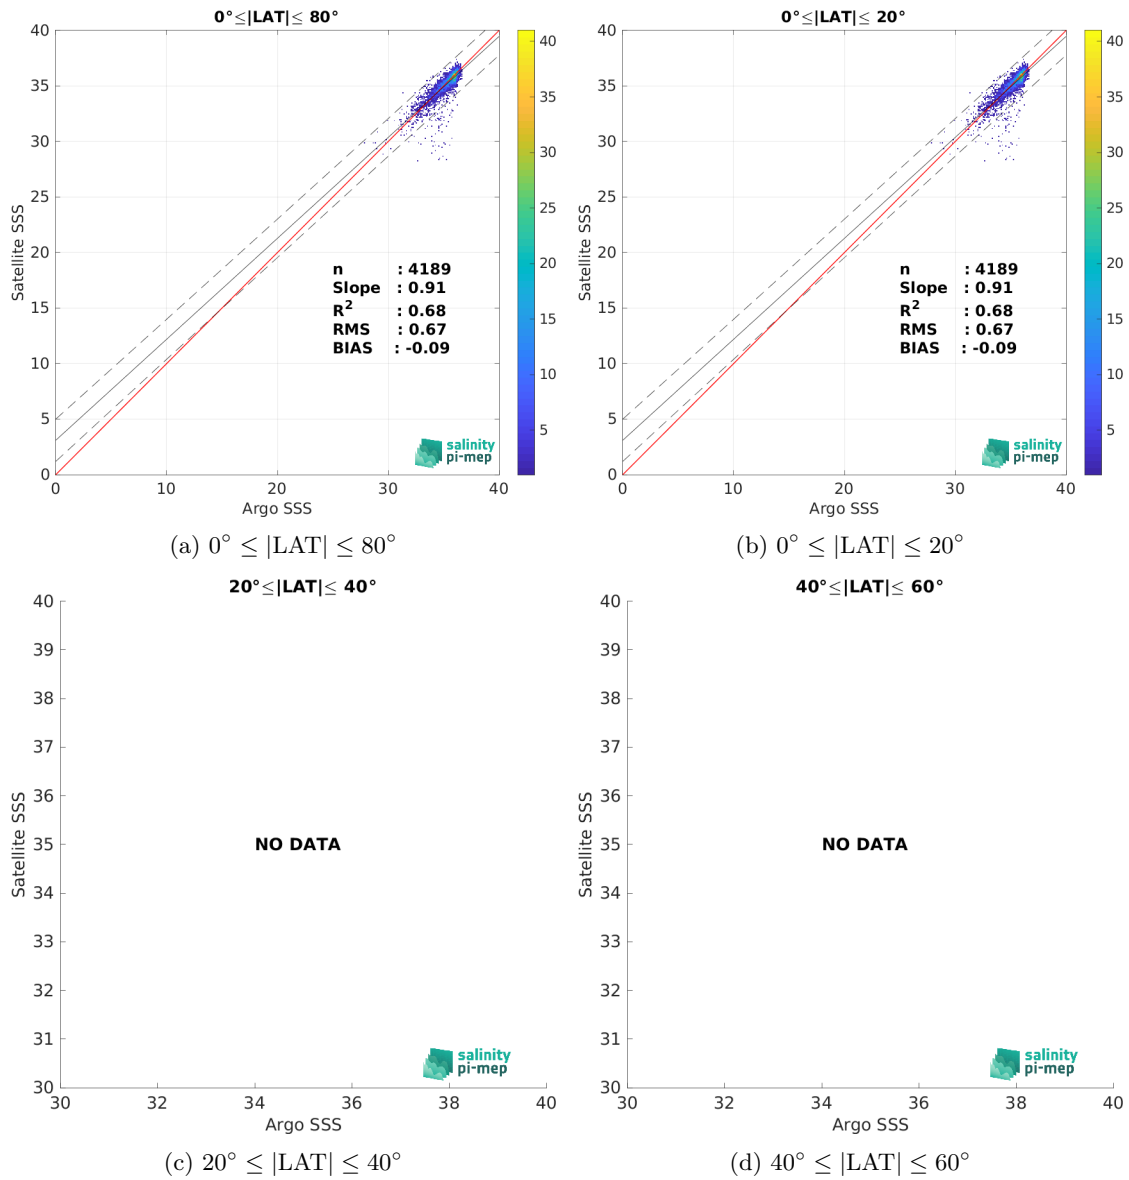 0°≤|LAT|≤ 80°
40
35
30
25
20
15
10
5
0
Satellite SSS
0
10
20
30
40
Argo SSS
n : 4189
Slope : 0.91
R² : 0.68
RMS : 0.67
BIAS : -0.09
salinity
pi-mep
40
35
30
25
20
15
10
5
(a) 0° ≤ |LAT| ≤ 80°
0°≤|LAT|≤ 20°
40
35
30
25
20
15
10
5
0
Satellite SSS
0
10
20
30
40
Argo SSS
n : 4189
Slope : 0.91
R² : 0.68
RMS : 0.67
BIAS : -0.09
salinity
pi-mep
40
35
30
25
20
15
10
5
(b) 0° ≤ |LAT| ≤ 20°
20°≤|LAT|≤ 40°
40
39
38
37
36
35
34
33
32
31
30
Satellite SSS
NO DATA
salinity
pi-mep
30
32
34
36
38
40
Argo SSS
(c) 20° ≤ |LAT| ≤ 40°
40°≤|LAT|≤ 60°
40
39
38
37
36
35
34
33
32
31
30
Satellite SSS
NO DATA
salinity
pi-mep
30
32
34
36
38
40
Argo SSS
(d) 40° ≤ |LAT| ≤ 60°